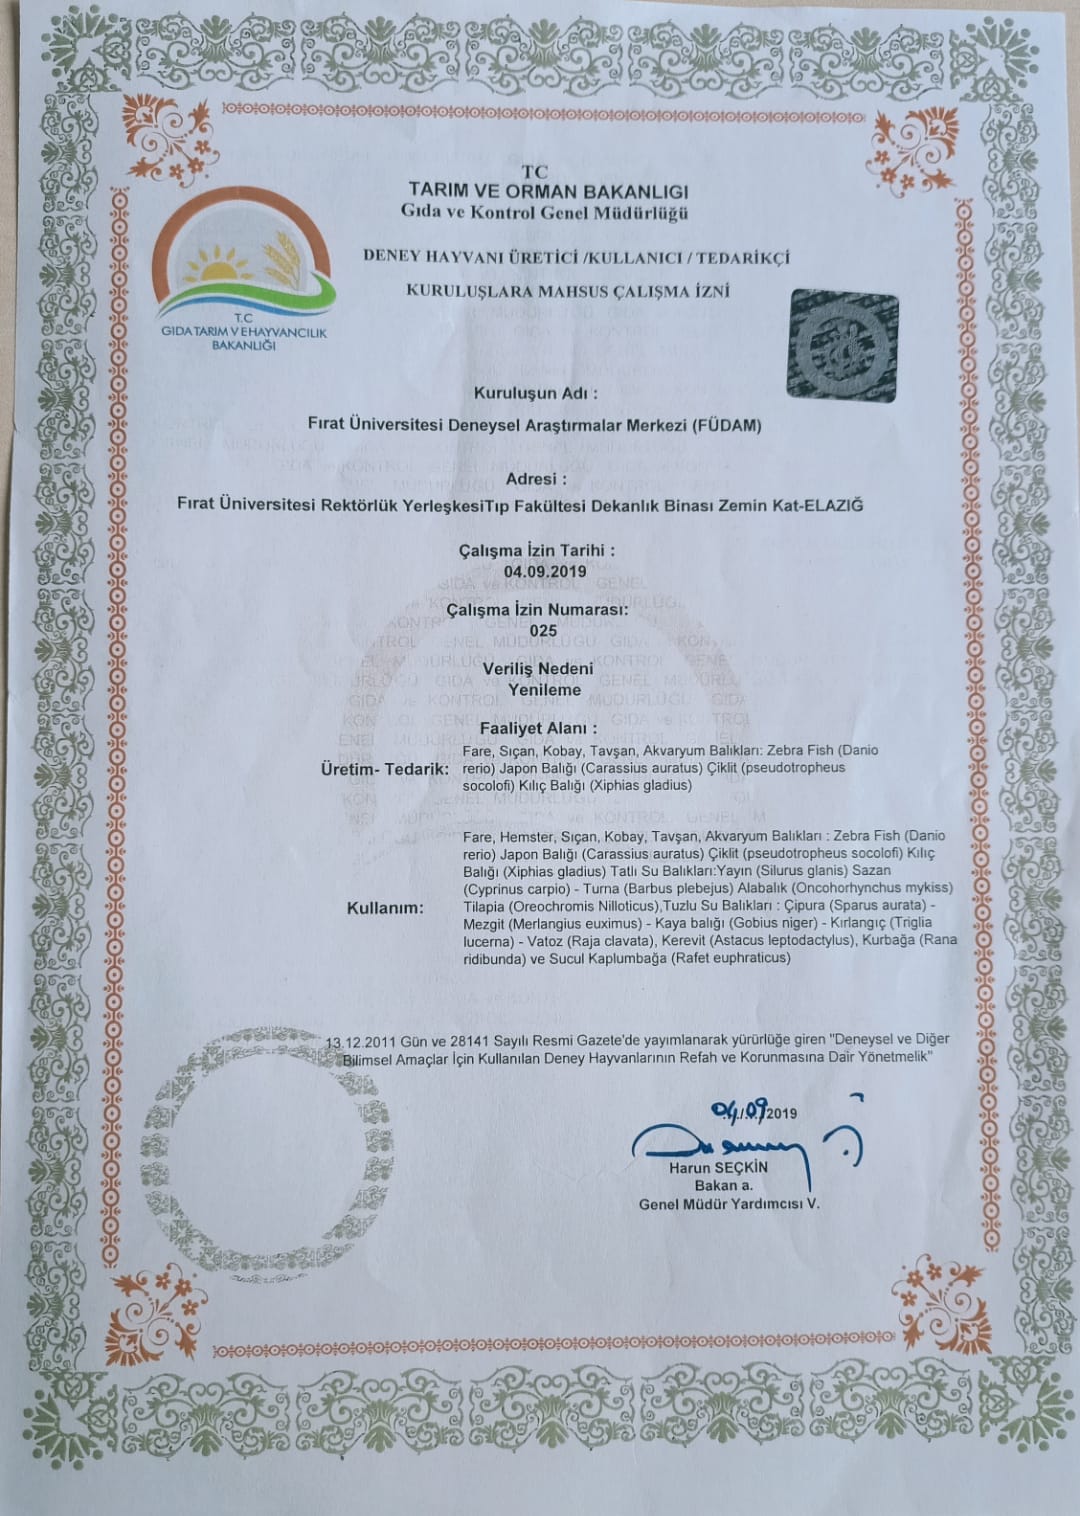 TC
TARIM VE ORMAN BAKANLIGI
Gıda ve Kontrol Genel Müdürlüğü
DENEY HAYVANI ÜRETİCİ /KULLANICI / TEDARİKÇİ
KURULUŞLARA MAHSUS ÇALIŞMA İZNİ
T.C
GIDA TARIM VE HAYVANCILIK
BAKANLIĞI
Kuruluşun Adı :
Fırat Üniversitesi Deneysel Araştırmalar Merkezi (FÜDAM)
Adresi :
Fırat Üniversitesi Rektörlük YerleşkesiTıp Fakültesi Dekanlık Binası Zemin Kat-ELAZIĞ
Çalışma İzin Tarihi :
04.09.2019
Çalışma İzin Numarası:
025
Veriliş Nedeni
Yenileme
Faaliyet Alanı :
Üretim- Tedarik:
Fare, Sıçan, Kobay, Tavşan, Akvaryum Balıkları: Zebra Fish (Danio
rerio) Japon Balığı (Carassius auratus) Çiklit (pseudotropheus
socolofi) Kılıç Balığı (Xiphias gladius)
Kullanım:
Fare, Hemster, Sıçan, Kobay, Tavşan, Akvaryum Balıkları : Zebra Fish (Danio
rerio) Japon Balığı (Carassius auratus) Çiklit (pseudotropheus socolofi) Kılıç
Balığı (Xiphias gladius) Tatlı Su Balıkları:Yayın (Silurus glanis) Sazan
(Cyprinus carpio) - Turna (Barbus plebejus) Alabalık (Oncohorhynchus mykiss)
Tilapia (Oreochromis Nilloticus),Tuzlu Su Balıkları : Çipura (Sparus aurata) -
Mezgit (Merlangius euximus) - Kaya balığı (Gobius niger) - Kırlangıç (Triglia
lucerna) - Vatoz (Raja clavata), Kerevit (Astacus leptodactylus), Kurbağa (Rana
ridibunda) ve Sucul Kaplumbağa (Rafet euphraticus)
13.12.2011 Gün ve 28141 Sayılı Resmi Gazete'de yayımlanarak yürürlüğe giren "Deneysel ve Diğer
Bilimsel Amaçlar İçin Kullanılan Deney Hayvanlarının Refah ve Korunmasına Dair Yönetmelik"
04/09/2019
Harun SEÇKİN
Bakan a.
Genel Müdür Yardımcısı V.